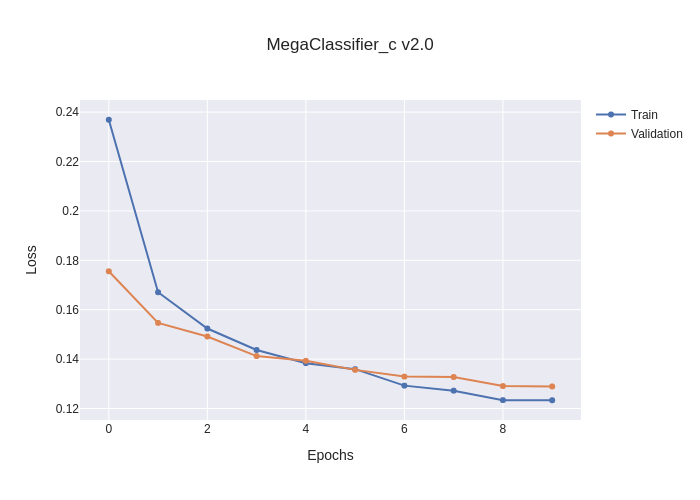 MegaClassifier_c v2.0
0.24
0.22
0.2
0.18
0.16
0.14
0.12
Loss
0
2
4
6
8
Epochs
Train
Validation